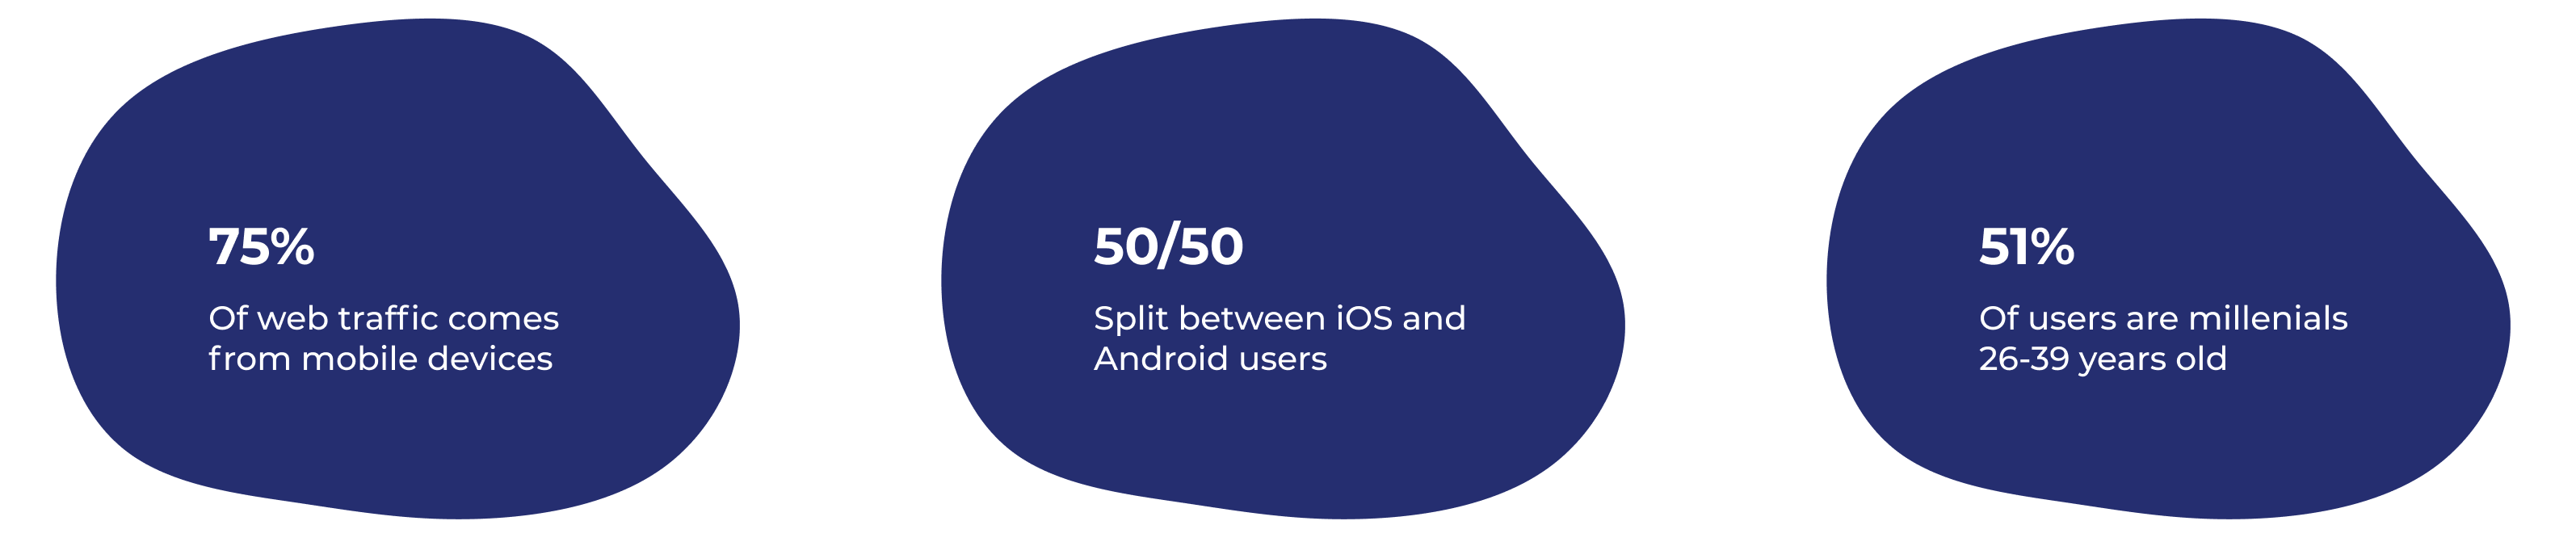 75%
Of web traffic comes
from mobile devices
50/50
Split between iOS and
Android users
51%
Of users are millenials
26-39 years old